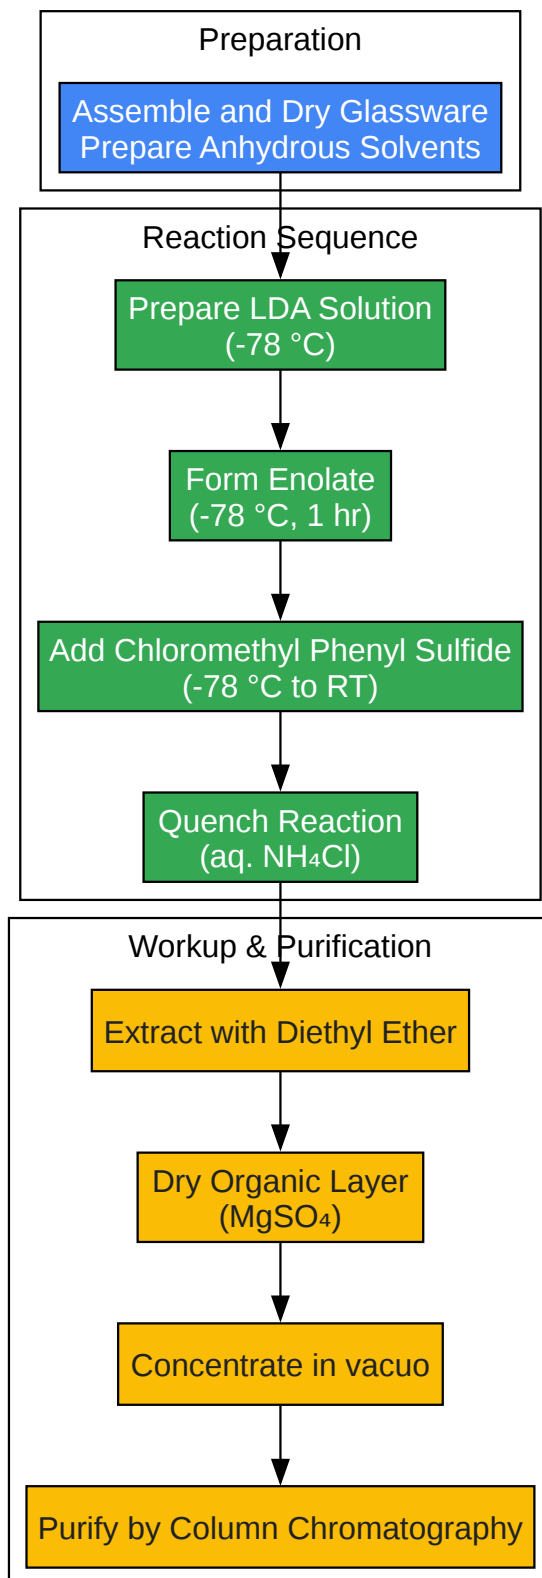 Preparation
Assemble and Dry Glassware
Prepare Anhydrous Solvents
Reaction Sequence
Prepare LDA Solution
(-78 °C)
Form Enolate
(-78 °C, 1 hr)
Add Chloromethyl Phenyl Sulfide
(-78 °C to RT)
Quench Reaction
(aq. NH₄Cl)
Workup & Purification
Extract with Diethyl Ether
Dry Organic Layer
(MgSO₄)
Concentrate in vacuo
Purify by Column Chromatography